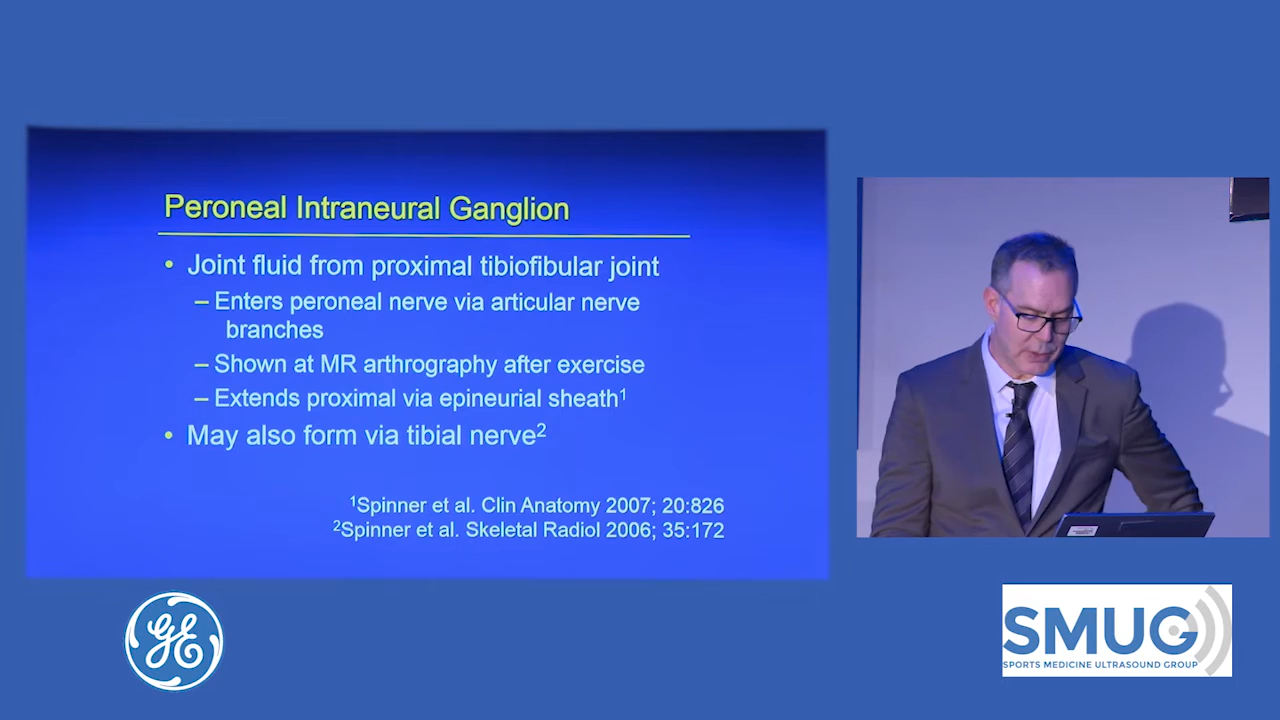 Peroneal Intraneural Ganglion
• Joint fluid from proximal tibiofibular joint
– Enters peroneal nerve via articular nerve
branches
– Shown at MR arthrography after exercise
– Extends proximal via epineurial sheath¹
• May also form via tibial nerve²
¹Spinner et al. Clin Anatomy 2007; 20:826
²Spinner et al. Skeletal Radiol 2006; 35:172
GE
SMUG
SPORTS MEDICINE ULTRASOUND GROUP